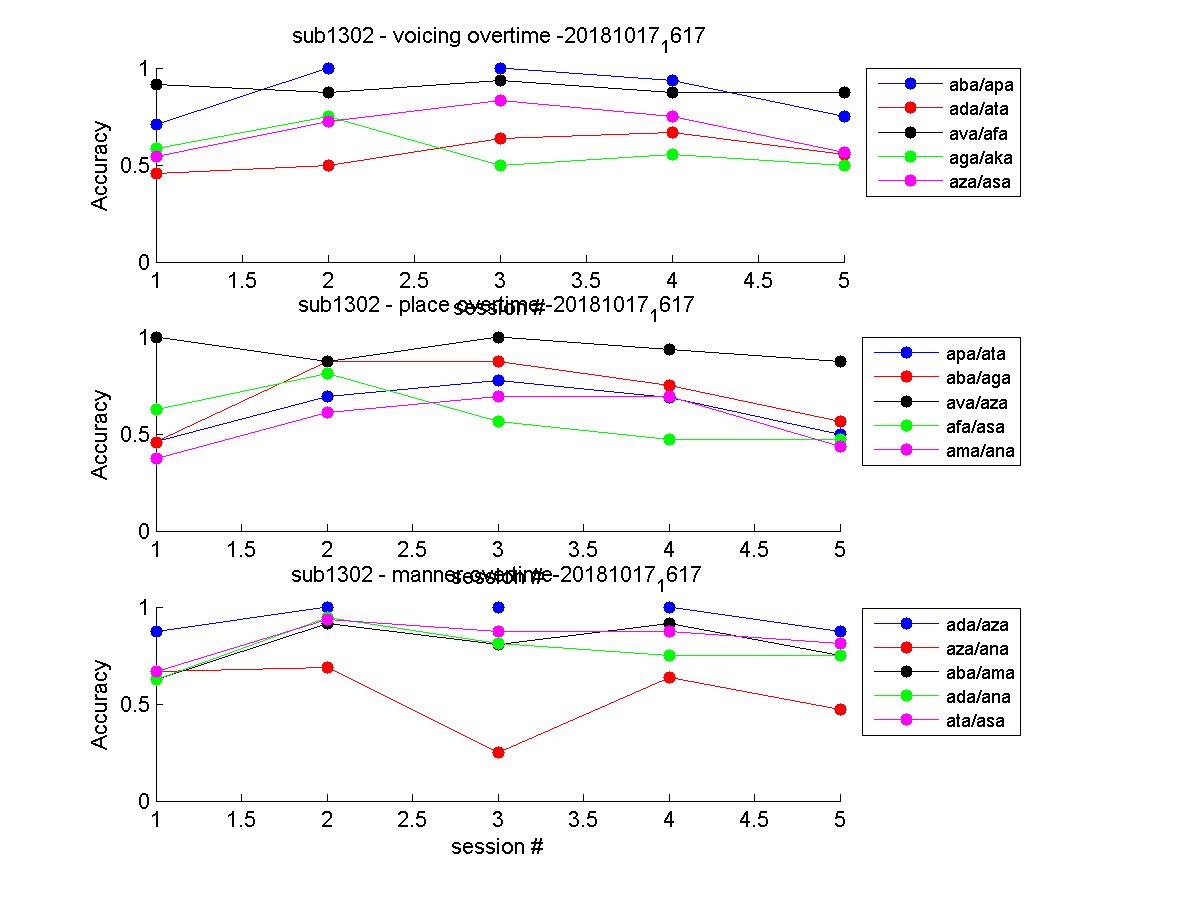 sub1302 - voicing overtime -20181017₁617
1
0.5
0
Accuracy
1 1.5 2 2.5 3 3.5 4 4.5 5
session #
aba/apa
ada/ata
ava/afa
aga/aka
aza/asa
sub1302 - place overtime -20181017₁617
1
0.5
0
Accuracy
1 1.5 2 2.5 3 3.5 4 4.5 5
session #
apa/ata
aba/aga
ava/aza
afa/asa
ama/ana
sub1302 - manner overtime -20181017₁617
1
0.5
0
Accuracy
1 1.5 2 2.5 3 3.5 4 4.5 5
session #
ada/aza
aza/ana
aba/ama
ada/ana
ata/asa